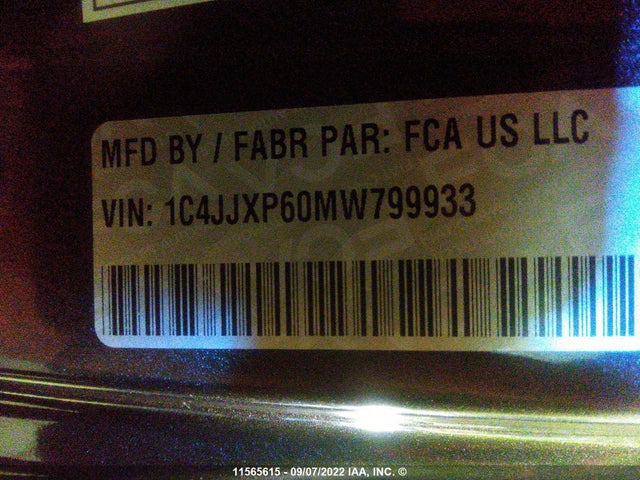 MFD BY / FABR PAR: FCA US LLC
VIN: 1C4JJXP60MW799933
11565615 - 09/07/2022 IAA, INC. ©